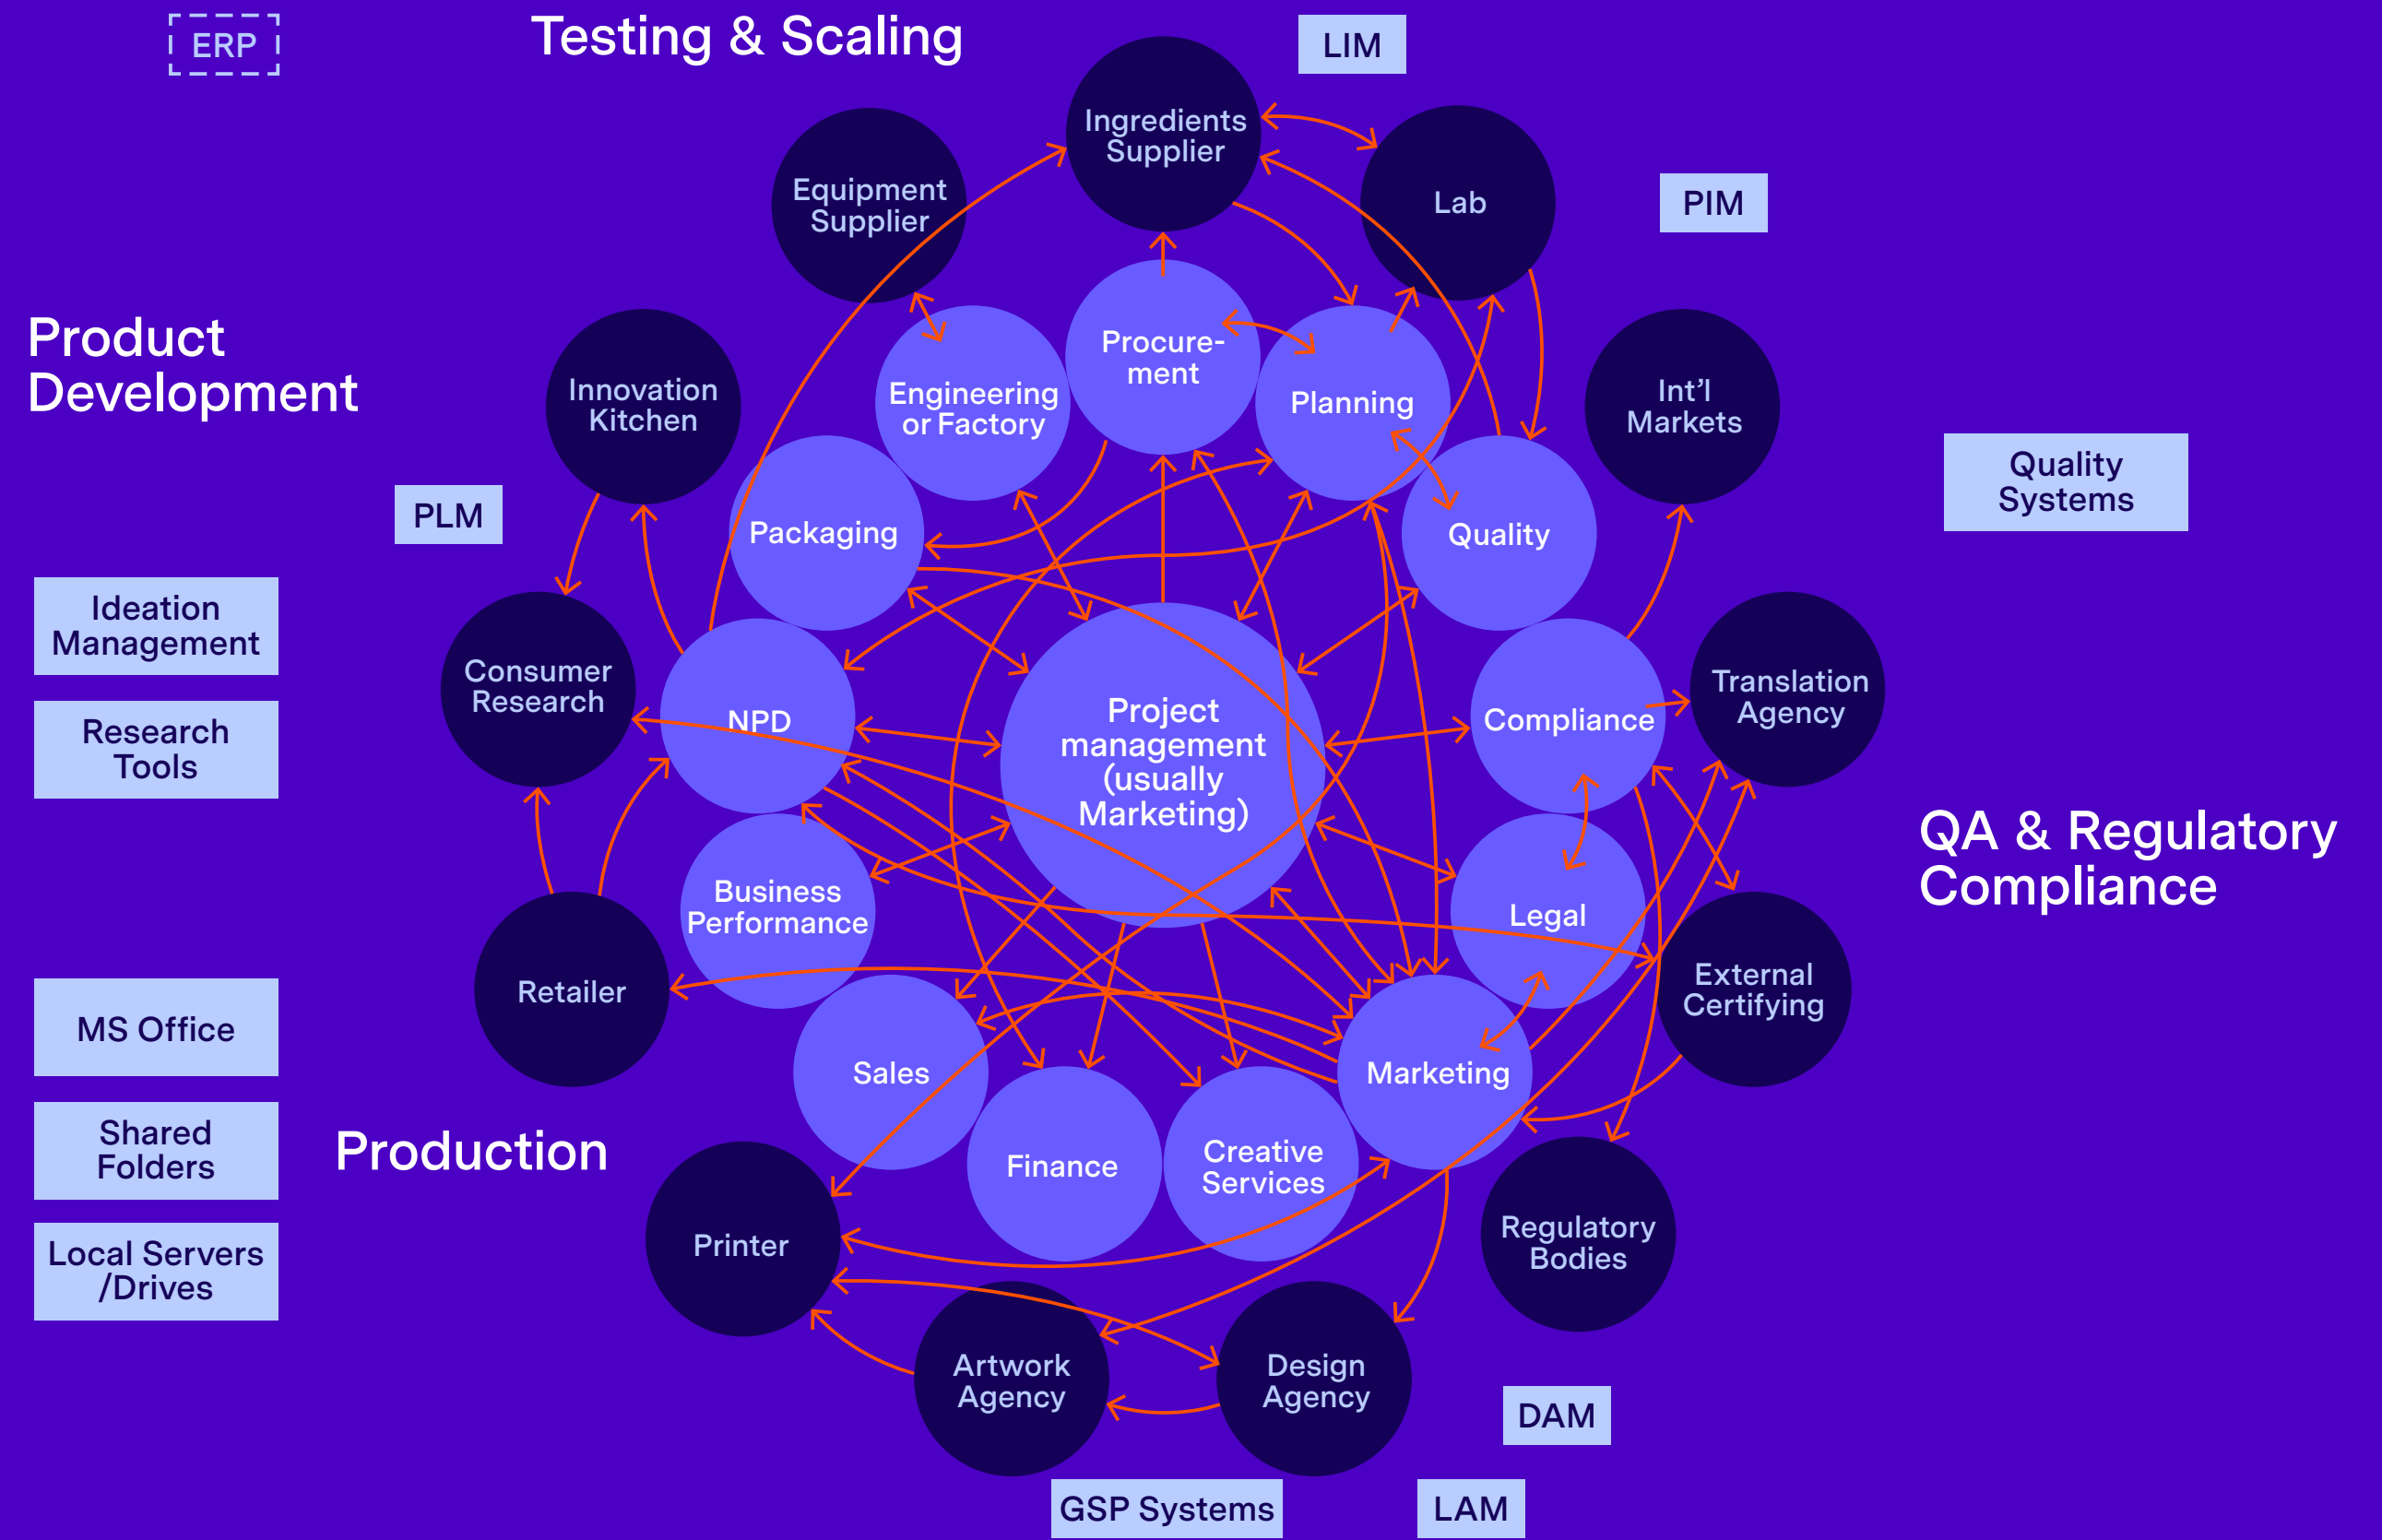 ERP
Testing & Scaling
LIM
Ingredients
Supplier
Equipment
Supplier
Lab
PIM
Product
Development
Procure-
ment
Innovation
Kitchen
Engineering
or Factory
Planning
Int’l
Markets
Quality
Systems
PLM
Packaging
Quality
Ideation
Management
Consumer
Research
NPD
Project
management
(usually
Marketing)
Compliance
Translation
Agency
Research
Tools
QA & Regulatory
Compliance
Business
Performance
Legal
Retailer
External
Certifying
MS Office
Sales
Marketing
Shared
Folders
Production
Finance
Creative
Services
Local Servers
/Drives
Printer
Regulatory
Bodies
Artwork
Agency
Design
Agency
DAM
GSP Systems
LAM